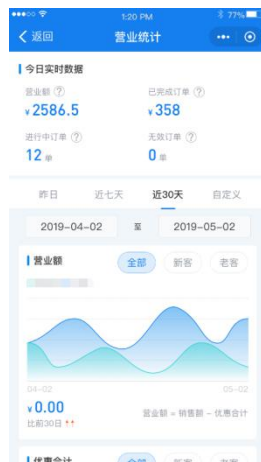 1:20 PM 77%
返回 营业统计
今日实时数据
营业额 ? 已完成订单 ?
¥2586.5 ¥358
进行中订单 ? 无效订单 ?
12 单 0 单
昨日 近七天 近30天 自定义
2019-04-02 至 2019-05-02
营业额 全部 新客 老客
04-02 05-02
¥0.00 营业额 = 销售额 - 优惠合计
比前30日
优惠合计 全部 新客 老客